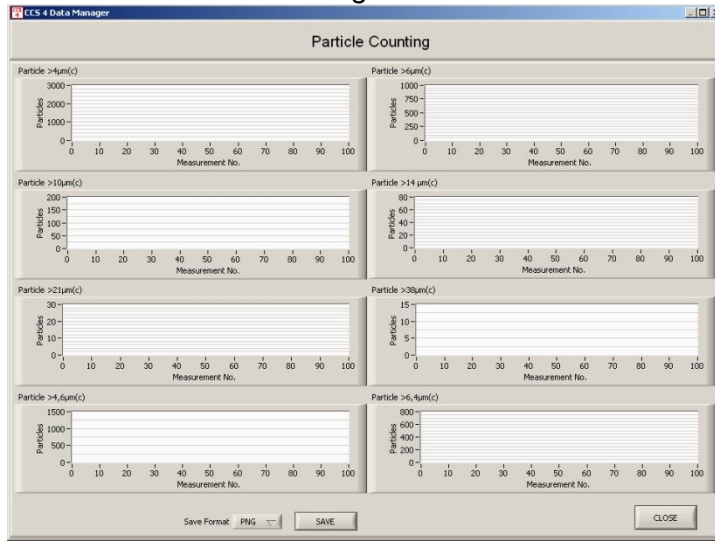 CCS 4 Data Manager
Particle Counting
Particle >4µm(c)
3000
2000
1000
0
Particles
0 10 20 30 40 50 60 70 80 90 100
Measurement No.
Particle >6µm(c)
1000
750
500
250
0
Particles
0 10 20 30 40 50 60 70 80 90 100
Measurement No.
Particle >10µm(c)
200
150
100
50
0
Particles
0 10 20 30 40 50 60 70 80 90 100
Measurement No.
Particle >14 µm(c)
80
60
40
20
0
Particles
0 10 20 30 40 50 60 70 80 90 100
Measurement No.
Particle >21µm(c)
30
20
10
0
Particles
0 10 20 30 40 50 60 70 80 90 100
Measurement No.
Particle >38µm(c)
15
10
5
0
Particles
0 10 20 30 40 50 60 70 80 90 100
Measurement No.
Particle >4,6µm(c)
1500
1000
500
0
Particles
0 10 20 30 40 50 60 70 80 90 100
Measurement No.
Particle >6,4µm(c)
800
600
400
200
0
Particles
0 10 20 30 40 50 60 70 80 90 100
Measurement No.
Save Format PNG SAVE CLOSE